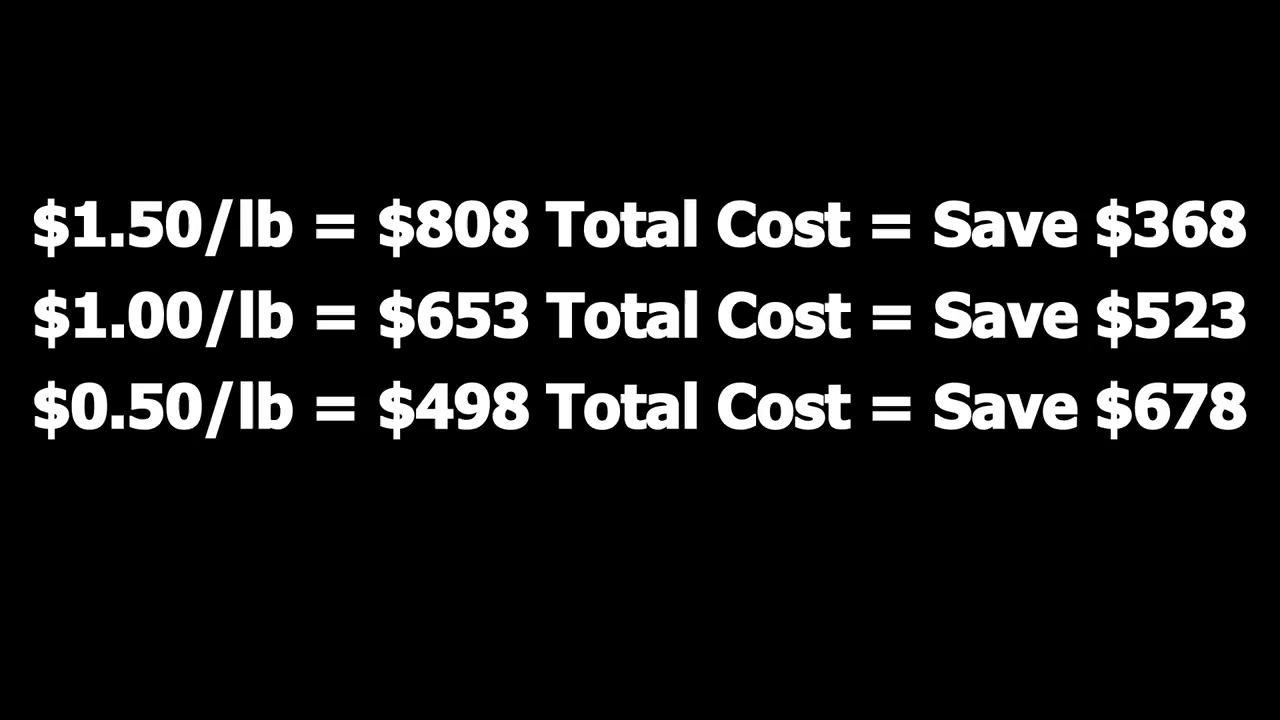 $1.50/lb = $808 Total Cost = Save $368
$1.00/lb = $653 Total Cost = Save $523
$0.50/lb = $498 Total Cost = Save $678